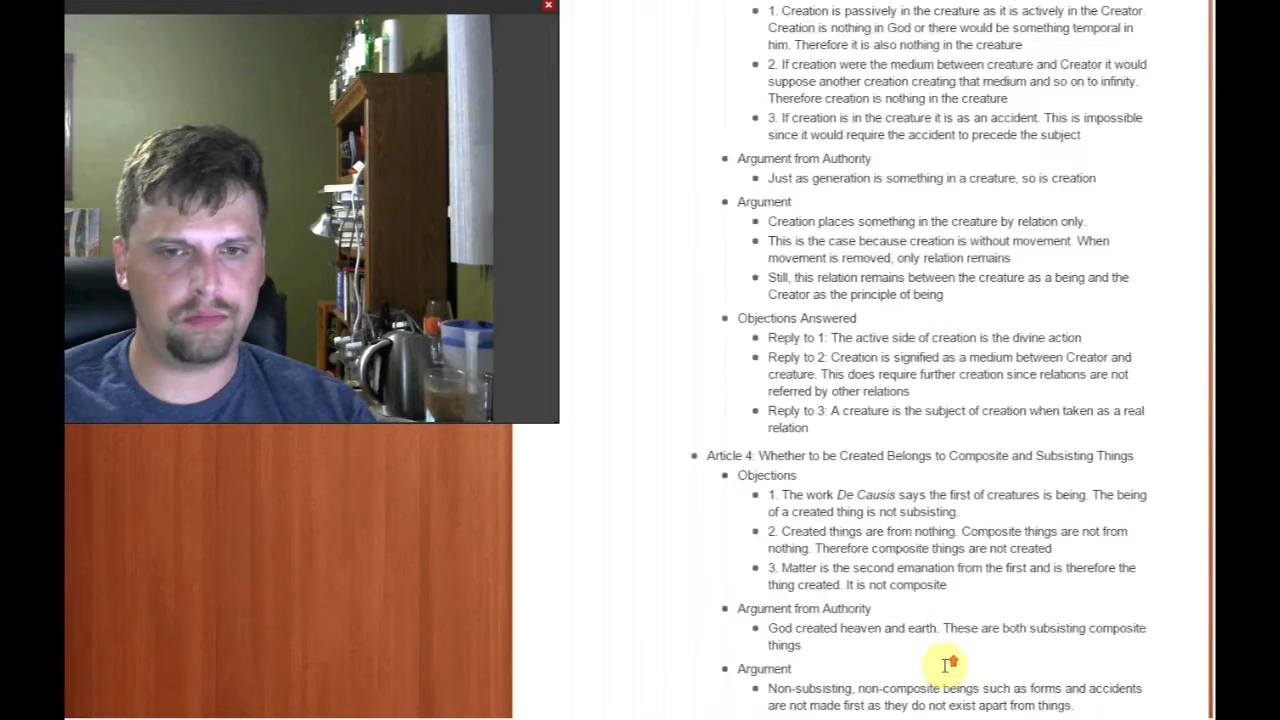 1. Creation is passively in the creature as it is actively in the Creator.
Creation is nothing in God or there would be something temporal in
him. Therefore it is also nothing in the creature
2. If creation were the medium between creature and Creator it would
suppose another creation creating that medium and so on to infinity.
Therefore creation is nothing in the creature
3. If creation is in the creature it is as an accident. This is impossible
since it would require the accident to precede the subject
Argument from Authority
Just as generation is something in a creature, so is creation
Argument
Creation places something in the creature by relation only.
This is the case because creation is without movement. When
movement is removed, only relation remains
Still, this relation remains between the creature as a being and the
Creator as the principle of being
Objections Answered
Reply to 1: The active side of creation is the divine action
Reply to 2: Creation is signified as a medium between Creator and
creature. This does require further creation since relations are not
referred by other relations
Reply to 3: A creature is the subject of creation when taken as a real
relation
Article 4: Whether to be Created Belongs to Composite and Subsisting Things
Objections
1. The work De Causis says the first of creatures is being. The being
of a created thing is not subsisting.
2. Created things are from nothing. Composite things are not from
nothing. Therefore composite things are not created
3. Matter is the second emanation from the first and is therefore the
thing created. It is not composite
Argument from Authority
God created heaven and earth. These are both subsisting composite
things
Argument
Non-subsisting, non-composite beings such as forms and accidents
are not made first as they do not exist apart from things.